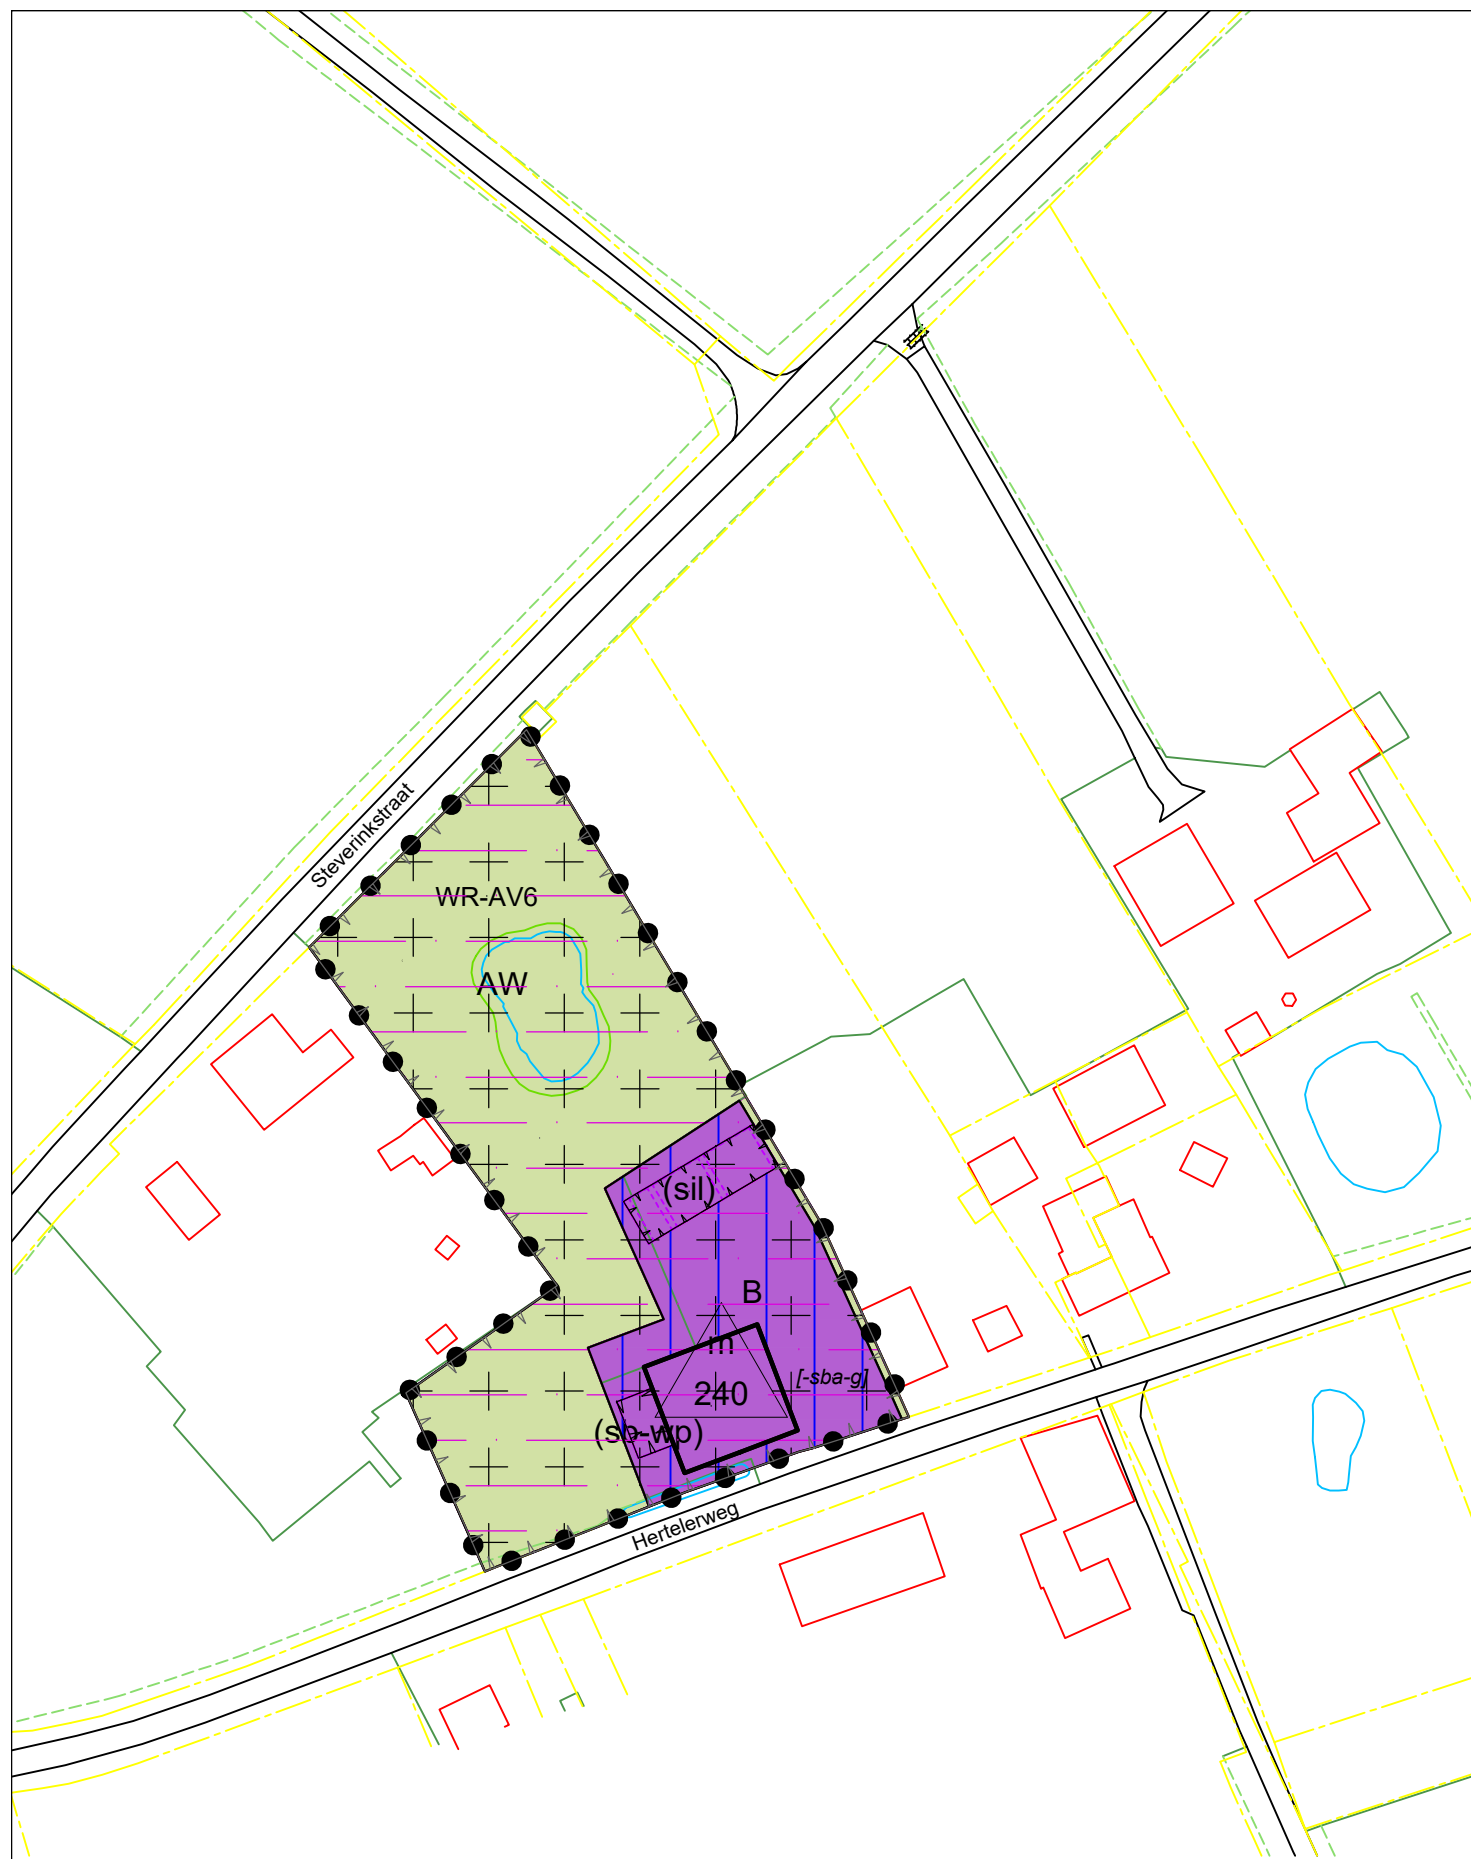 Steverinkstraat
WR-AV6
AW
(sil)
B
m
240
[-sba-g]
(sb-wp)
Hertelerweg